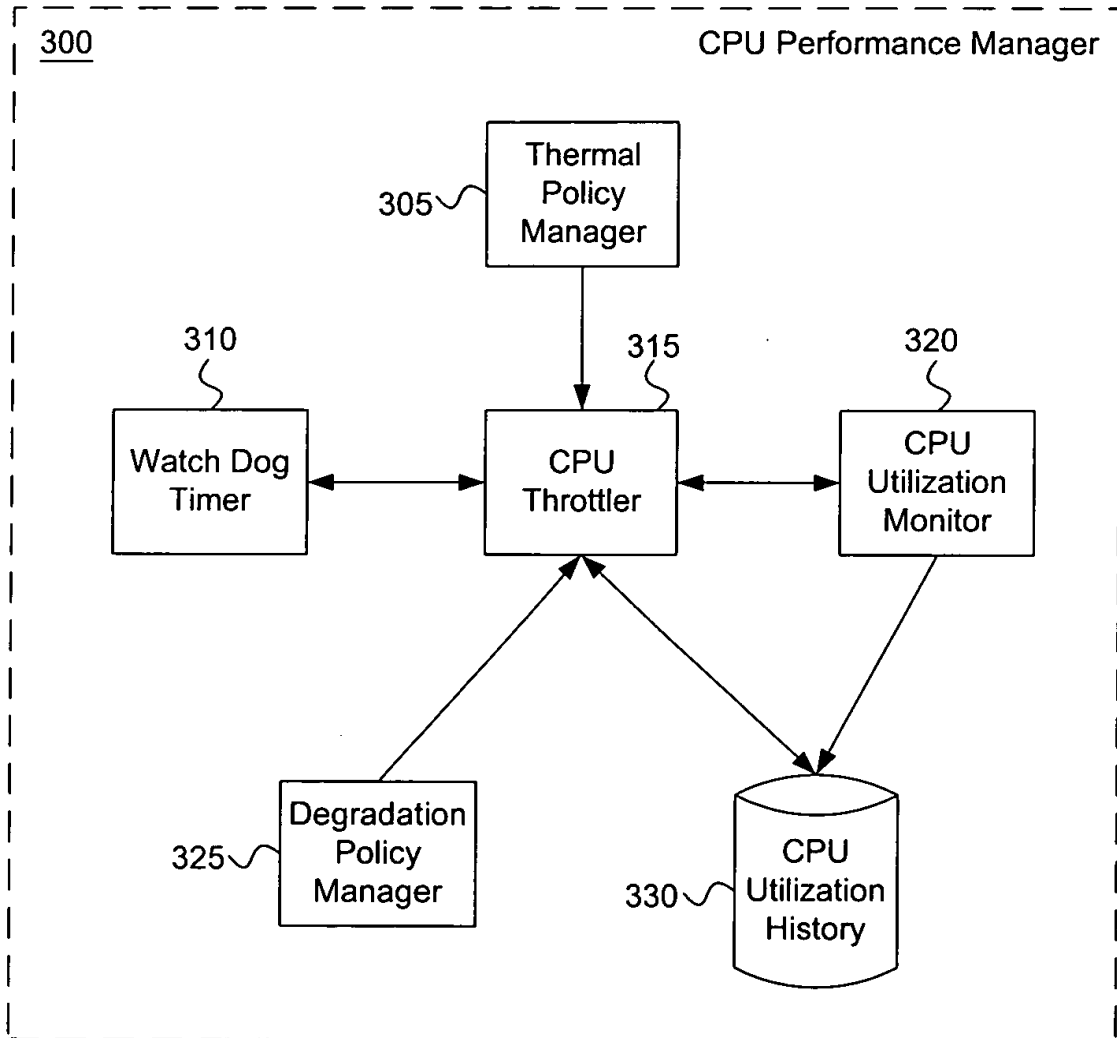 300
CPU Performance Manager
Thermal
Policy
Manager
305
310
315
320
Watch Dog
Timer
CPU
Throttler
CPU
Utilization
Monitor
Degradation
Policy
Manager
325
CPU
Utilization
History
330